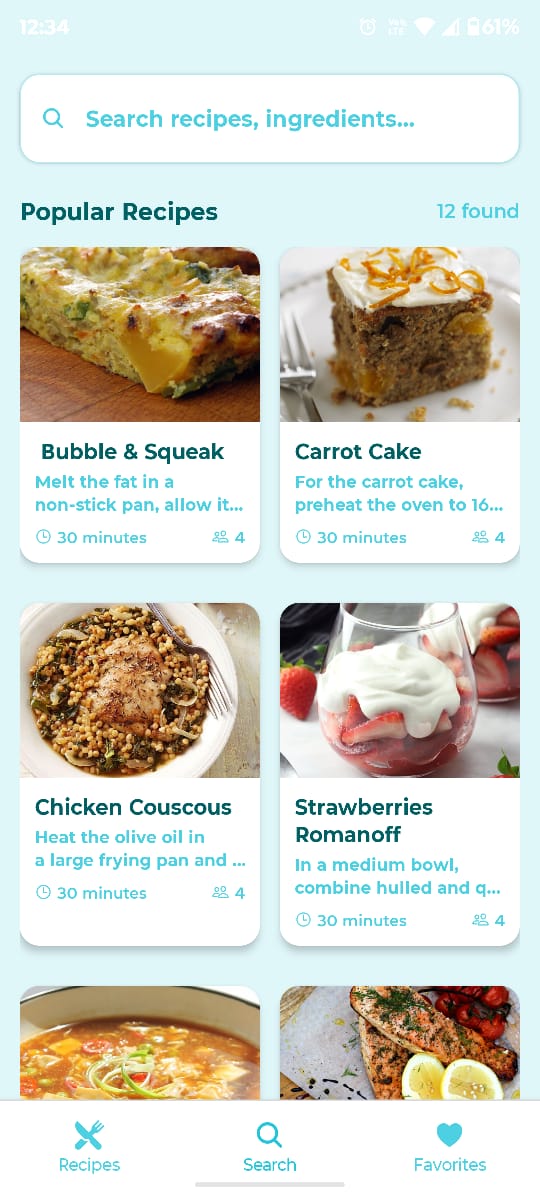 12:34
VoLTE
61%
Search recipes, ingredients...
Popular Recipes
12 found
Bubble & Squeak
Melt the fat in a
non-stick pan, allow it...
30 minutes
4
Carrot Cake
For the carrot cake,
preheat the oven to 16...
30 minutes
4
Chicken Couscous
Heat the olive oil in
a large frying pan and ...
30 minutes
4
Strawberries
Romanoff
In a medium bowl,
combine hulled and q...
30 minutes
4
Recipes
Search
Favorites